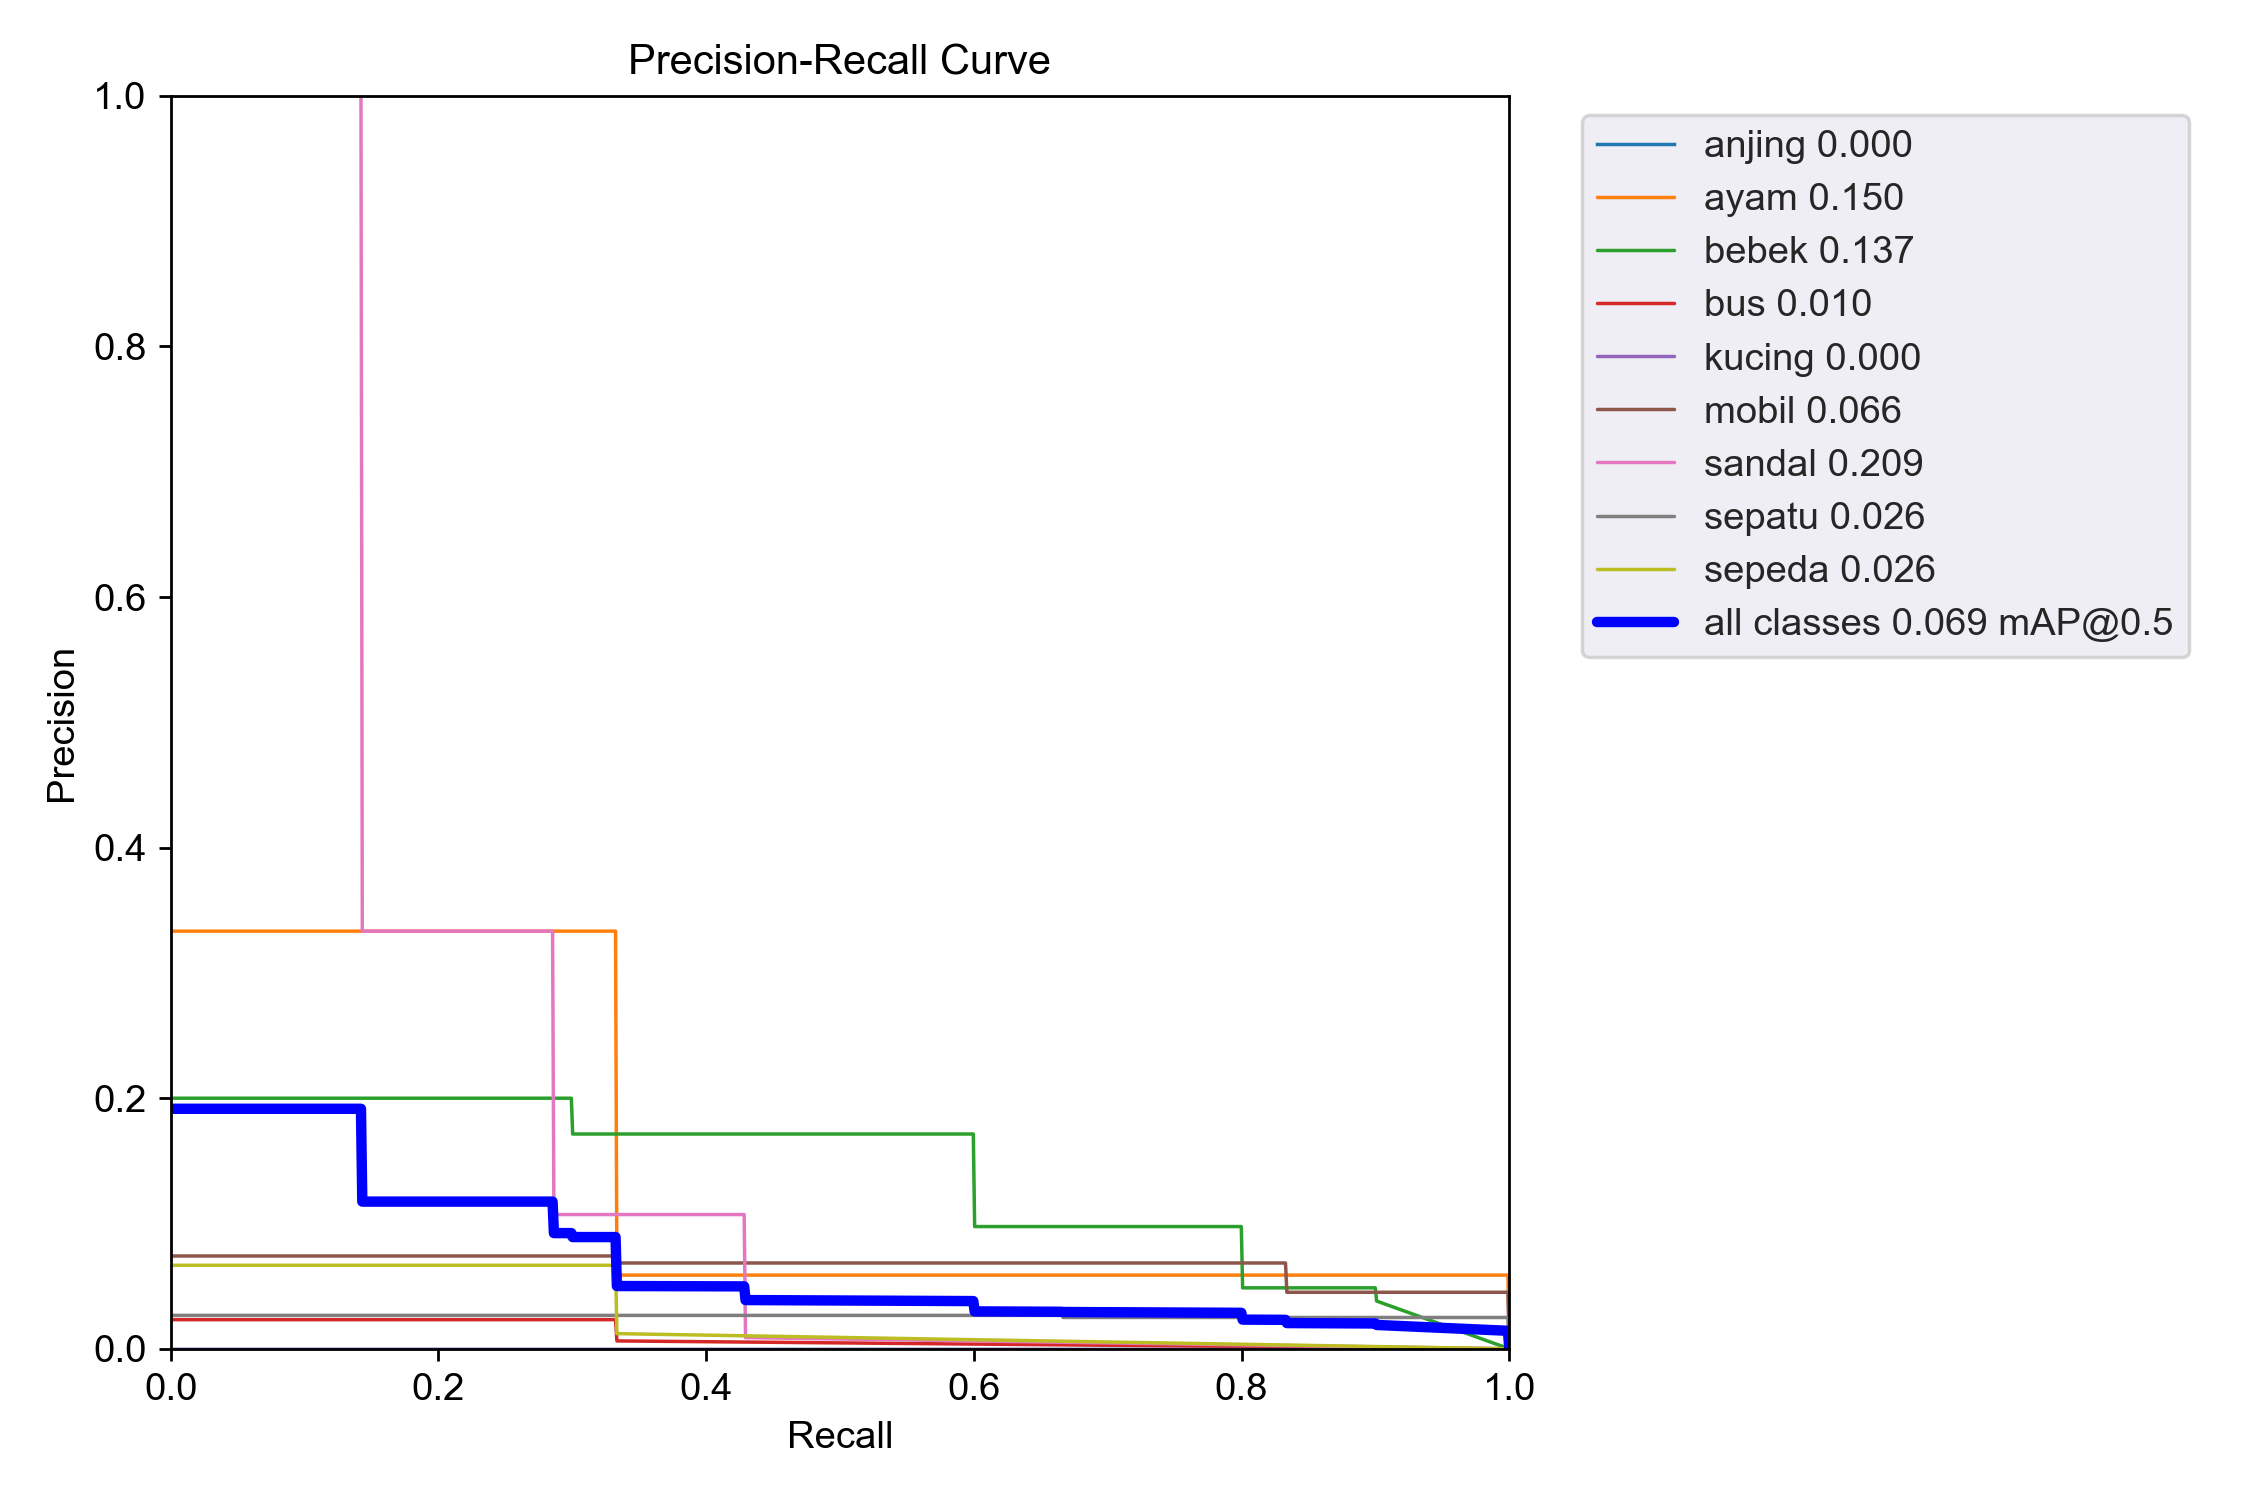 Precision-Recall Curve
1.0
0.8
0.6
0.4
0.2
0.0
Precision
0.0 0.2 0.4 0.6 0.8 1.0
Recall
anjing 0.000
ayam 0.150
bebek 0.137
bus 0.010
kucing 0.000
mobil 0.066
sandal 0.209
sepatu 0.026
sepeda 0.026
all classes 0.069 mAP@0.5